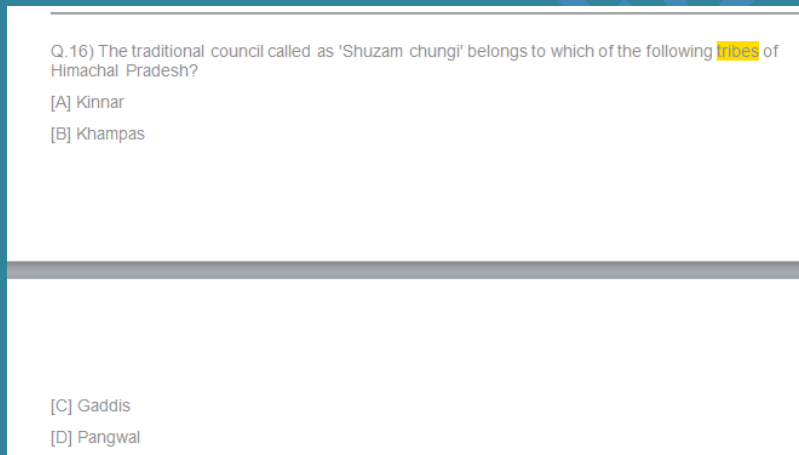 Q.16) The traditional council called as 'Shuzam chungi' belongs to which of the following tribes of
Himachal Pradesh?
[A] Kinnar
[B] Khampas
[C] Gaddis
[D] Pangwal